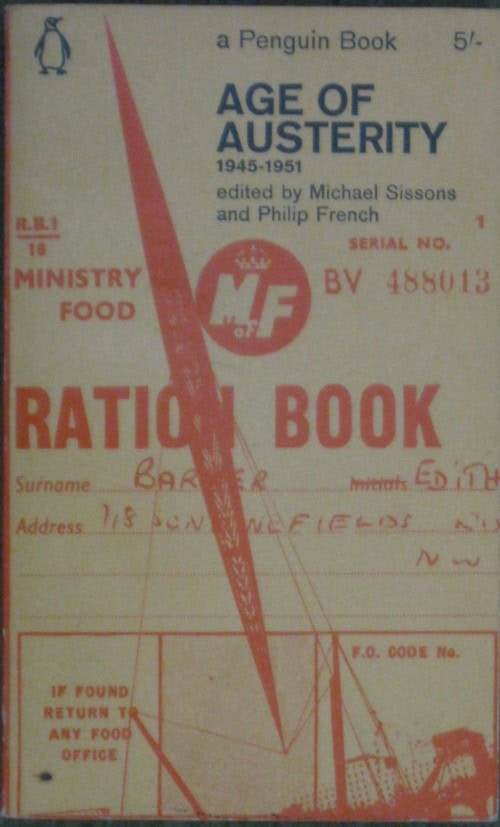 a Penguin Book 5/-
AGE OF
AUSTERITY
1945-1951
edited by Michael Sissons
and Philip French
R.B.1
16
1
SERIAL NO.
MINISTRY
FOOD
M
OF
F
BV 488013
RATION BOOK
Surname Initials EDITH
Address
N W
F.O. CODE No.
IF FOUND
RETURN TO
ANY FOOD
OFFICE